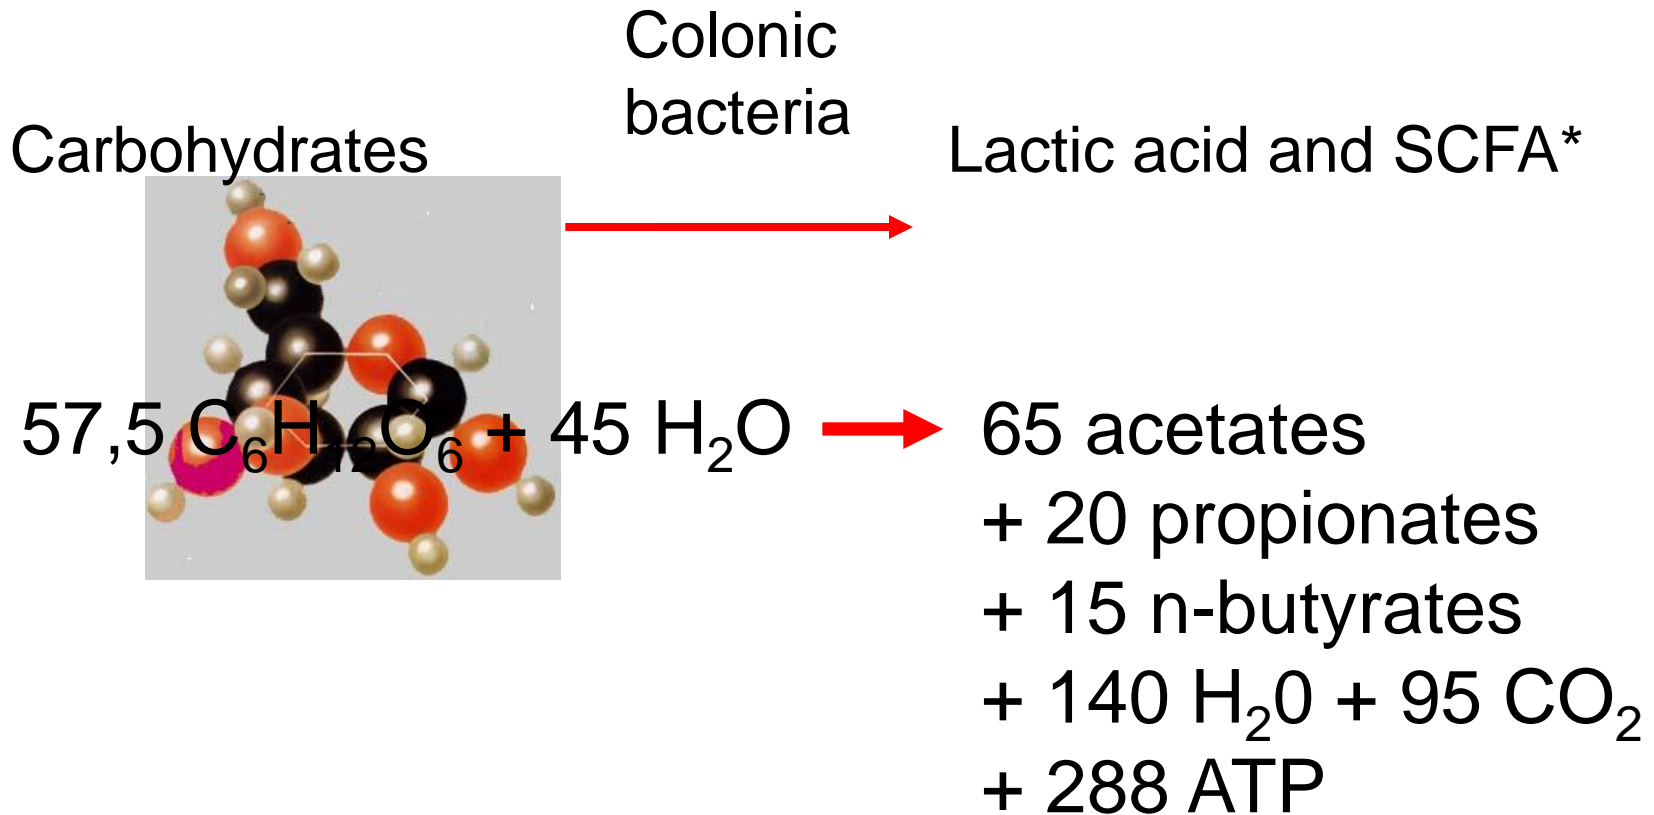 Colonic
bacteria
Carbohydrates
Lactic acid and SCFA*
57,5 C₆H₁₂O₆ + 45 H₂O → 65 acetates
+ 20 propionates
+ 15 n-butyrates
+ 140 H₂0 + 95 CO₂
+ 288 ATP